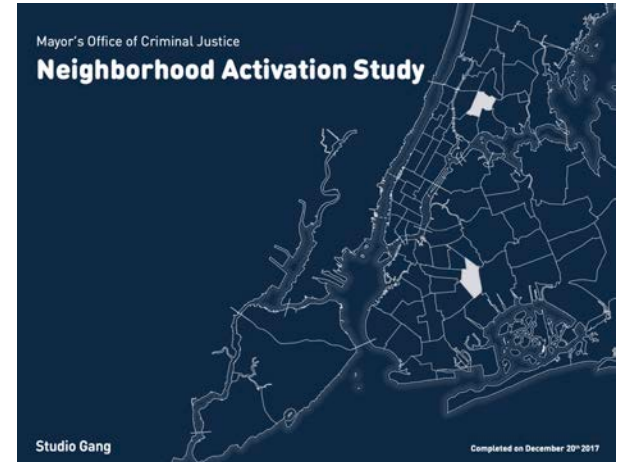 Mayor's Office of Criminal Justice
Neighborhood Activation Study
Studio Gang
Completed on December 20th 2017